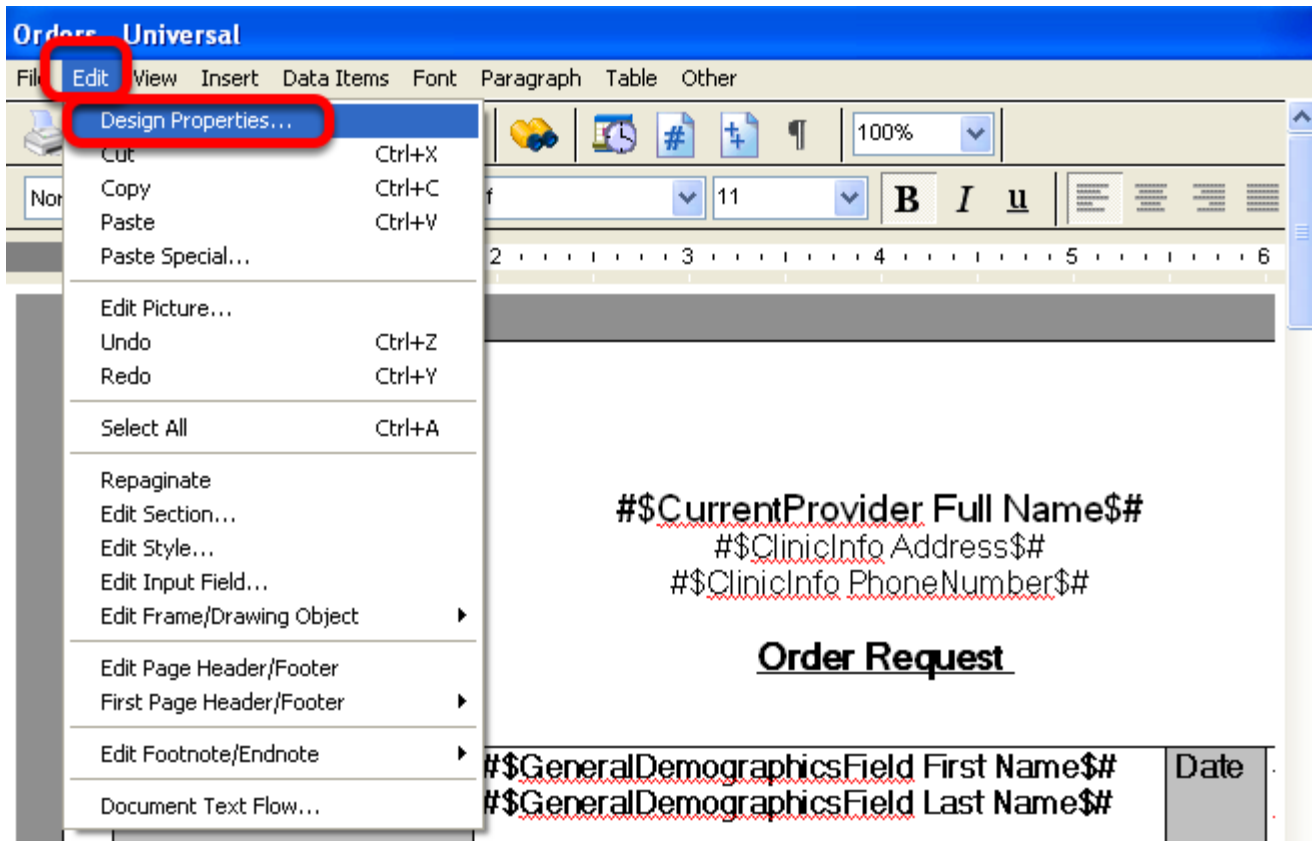 Orders Universal
File Edit View Insert Data Items Font Paragraph Table Other
Design Properties...
100%
Cut Ctrl+X
Copy Ctrl+C
11 B I u
Paste Ctrl+V
Paste Special... 2 3 4 5 6
Edit Picture...
Undo Ctrl+Z
Redo Ctrl+Y
Select All Ctrl+A
Repaginate
Edit Section...
Edit Style...
Edit Input Field...
Edit Frame/Drawing Object
Edit Page Header/Footer
First Page Header/Footer
Edit Footnote/Endnote
Document Text Flow...
#$CurrentProvider Full Name$#
#$ClinicInfo Address$#
#$ClinicInfo PhoneNumber$#
Order Request
#$GeneralDemographicsField First Name$# Date
#$GeneralDemographicsField Last Name$#